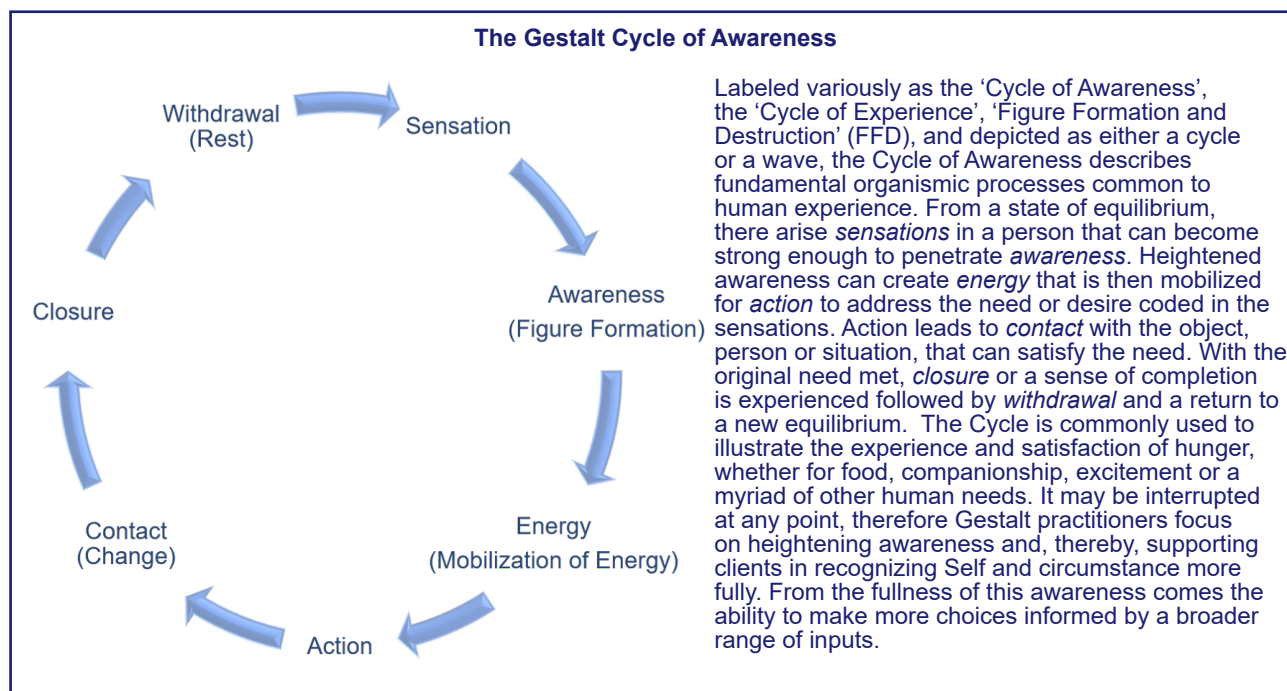 The Gestalt Cycle of Awareness
Withdrawal
(Rest)
Sensation
Awareness
(Figure Formation)
Energy
(Mobilization of Energy)
Action
Contact
(Change)
Closure
Labeled variously as the ‘Cycle of Awareness’,
the ‘Cycle of Experience’, ‘Figure Formation and
Destruction’ (FFD), and depicted as either a cycle
or a wave, the Cycle of Awareness describes
fundamental organismic processes common to
human experience. From a state of equilibrium,
there arise sensations in a person that can become
strong enough to penetrate awareness. Heightened
awareness can create energy that is then mobilized
for action to address the need or desire coded in the
sensations. Action leads to contact with the object,
person or situation, that can satisfy the need. With the
original need met, closure or a sense of completion
is experienced followed by withdrawal and a return to
a new equilibrium.  The Cycle is commonly used to
illustrate the experience and satisfaction of hunger,
whether for food, companionship, excitement or a
myriad of other human needs. It may be interrupted
at any point, therefore Gestalt practitioners focus
on heightening awareness and, thereby, supporting
clients in recognizing Self and circumstance more
fully. From the fullness of this awareness comes the
ability to make more choices informed by a broader
range of inputs.